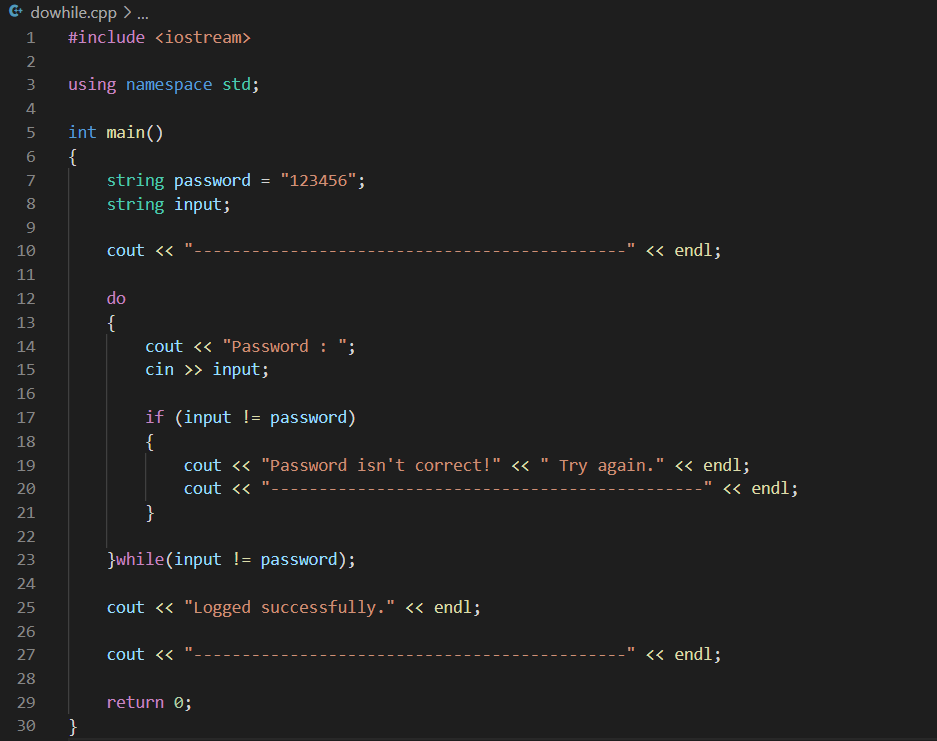 dowhile.cpp > ...
1 #include <iostream>
2
3 using namespace std;
4
5 int main()
6 {
7     string password = "123456";
8     string input;
9
10     cout << "---------------------------------------------" << endl;
11
12     do
13     {
14         cout << "Password : ";
15         cin >> input;
16
17         if (input != password)
18         {
19             cout << "Password isn't correct!" << " Try again." << endl;
20             cout << "---------------------------------------------" << endl;
21         }
22
23     }while(input != password);
24
25     cout << "Logged successfully." << endl;
26
27     cout << "---------------------------------------------" << endl;
28
29     return 0;
30 }